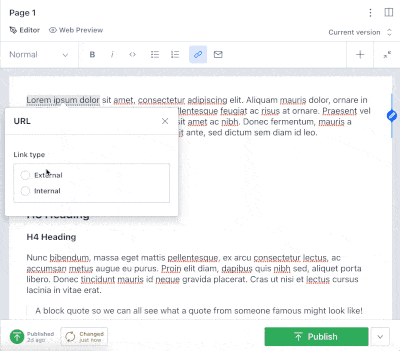 Page 1
Editor Web Preview
Current version
Normal B i <>
Lorem ipsum dolor sit amet, consectetur adipiscing elit. Aliquam mauris dolor, ornare in
llentesque feugiat ac risus at ornare. Praesent vel
sit amet ac nibh. Donec fermentum, mauris a
it ante, sed dictum sem diam id leo.
URL
Link type
External
Internal
Heading
H4 Heading
Nunc bibendum, massa eget mattis pellentesque, ex arcu consectetur lectus, ac
accumsan metus augue eu purus. Proin elit diam, dapibus quis nibh sed, aliquet porta
libero. Donec tincidunt mauris id neque gravida placerat. Cras ut nisi et lectus cursus
lacinia in vitae erat.
A block quote so we can all see what a quote from someone famous might look like!
Published
2d ago
Changed
just now
Publish